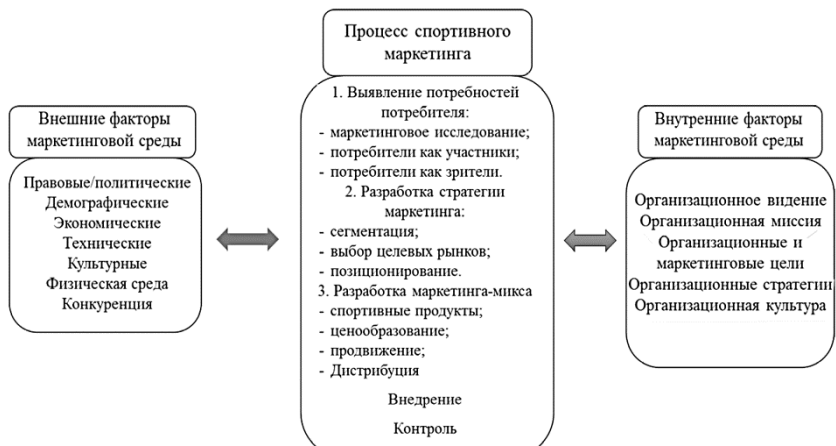 Процесс спортивного
маркетинга
Внешние факторы
маркетинговой среды
Правовые/политические
Демографические
Экономические
Технические
Культурные
Физическая среда
Конкуренция
1. Выявление потребностей
потребителя:
- маркетинговое исследование;
- потребители как участники;
- потребители как зрители.
2. Разработка стратегии
маркетинга:
- сегментация;
- выбор целевых рынков;
- позиционирование.
3. Разработка маркетинга-микса
- спортивные продукты;
- ценообразование;
- продвижение;
- Дистрибуция
Внедрение
Контроль
Внутренние факторы
маркетинговой среды
Организационное видение
Организационная миссия
Организационные и
маркетинговые цели
Организационные стратегии
Организационная культура